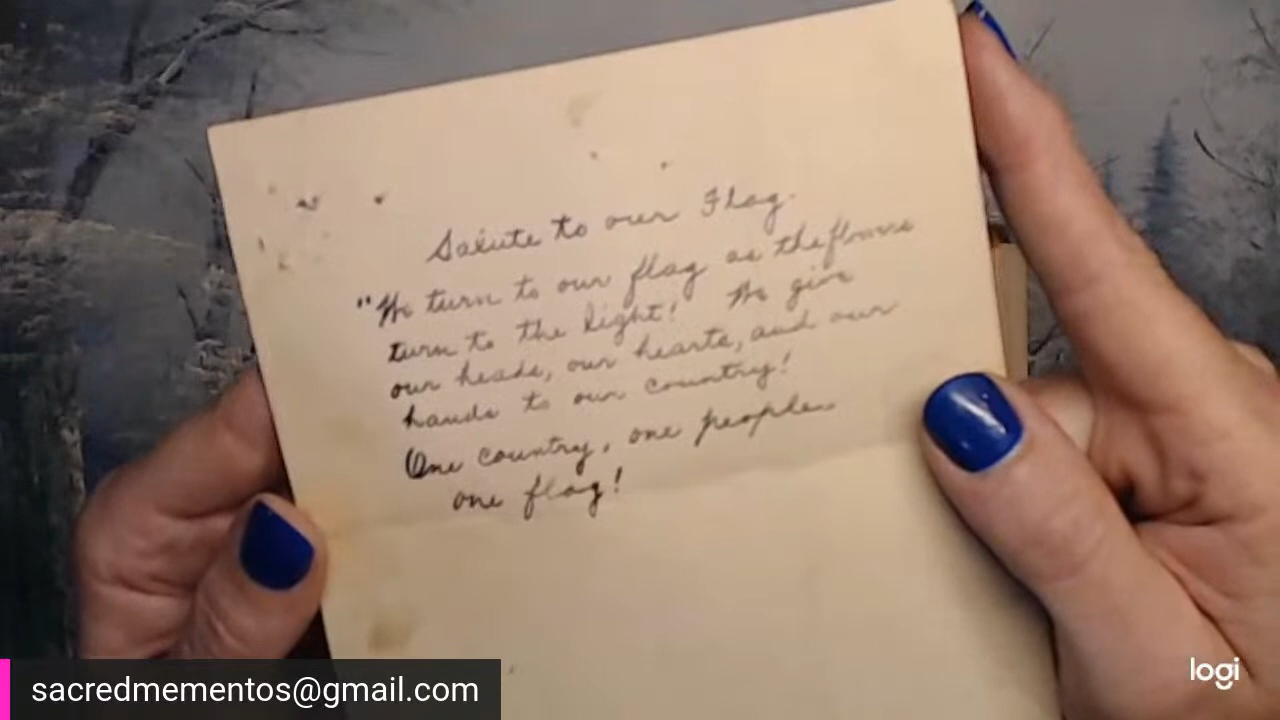 Salute to our Flag.
"We turn to our flag as the flowers
turn to the light! We give
our heads, our hearts, and our
hands to our country!
One country, one people
one flag!
sacredmementos@gmail.com
logi